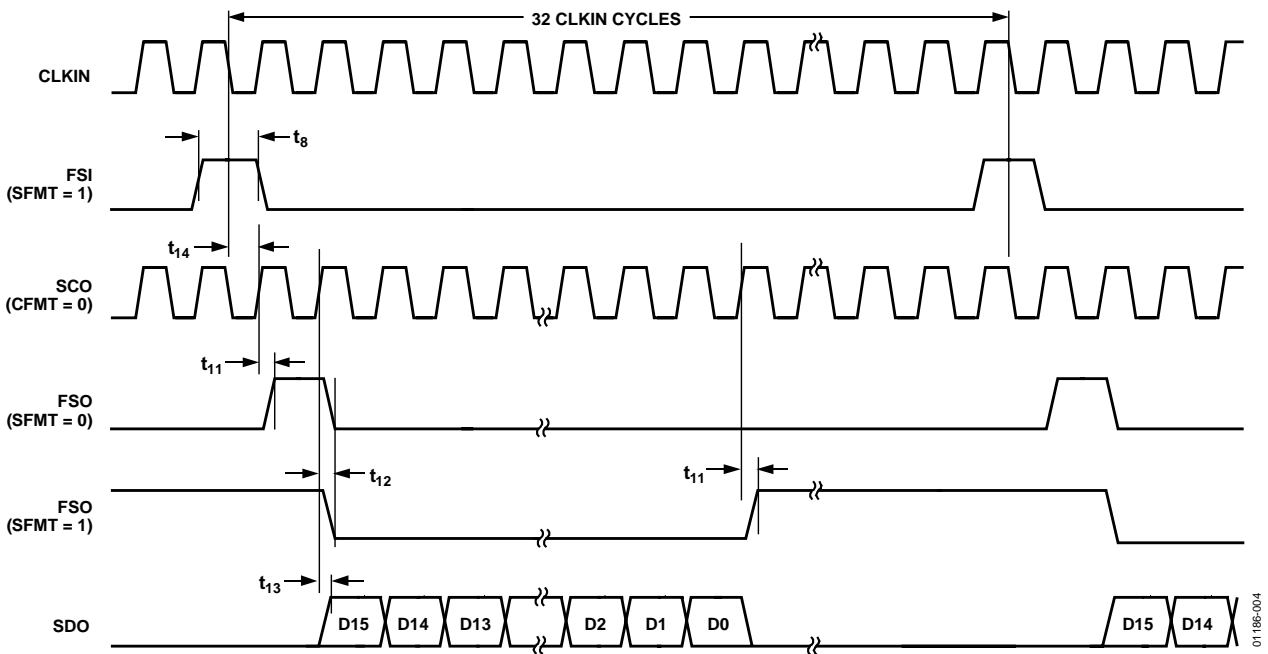 32 CLKIN CYCLES
CLKIN
t8
FSI
(SFMT = 1)
t14
SCO
(CFMT = 0)
t11
FSO
(SFMT = 0)
t12
t11
FSO
(SFMT = 1)
t13
SDO
D15
D14
D13
D2
D1
D0
D15
D14
01186-004